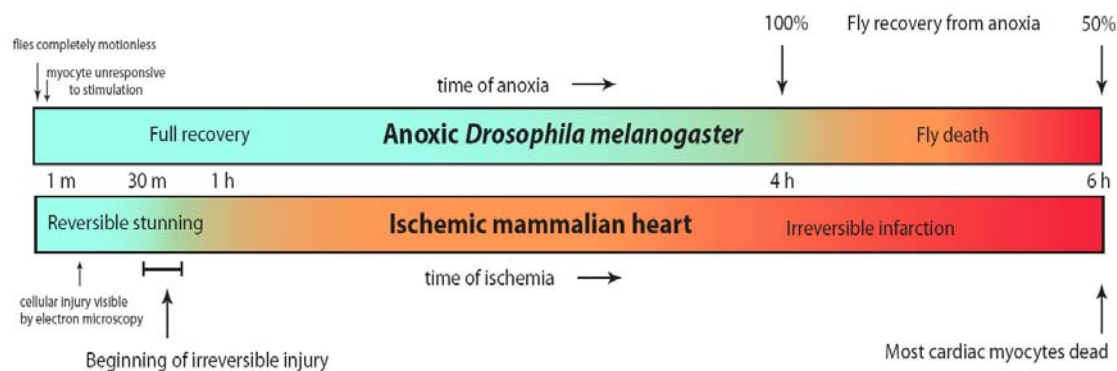 100% Fly recovery from anoxia 50%
flies completely motionless
myocyte unresponsive
to stimulation
time of anoxia
Full recovery Anoxic Drosophila melanogaster Fly death
1 m 30 m 1 h 4 h 6 h
Reversible stunning Ischemic mammalian heart Irreversible infarction
time of ischemia
cellular injury visible
by electron microscopy
Beginning of irreversible injury
Most cardiac myocytes dead